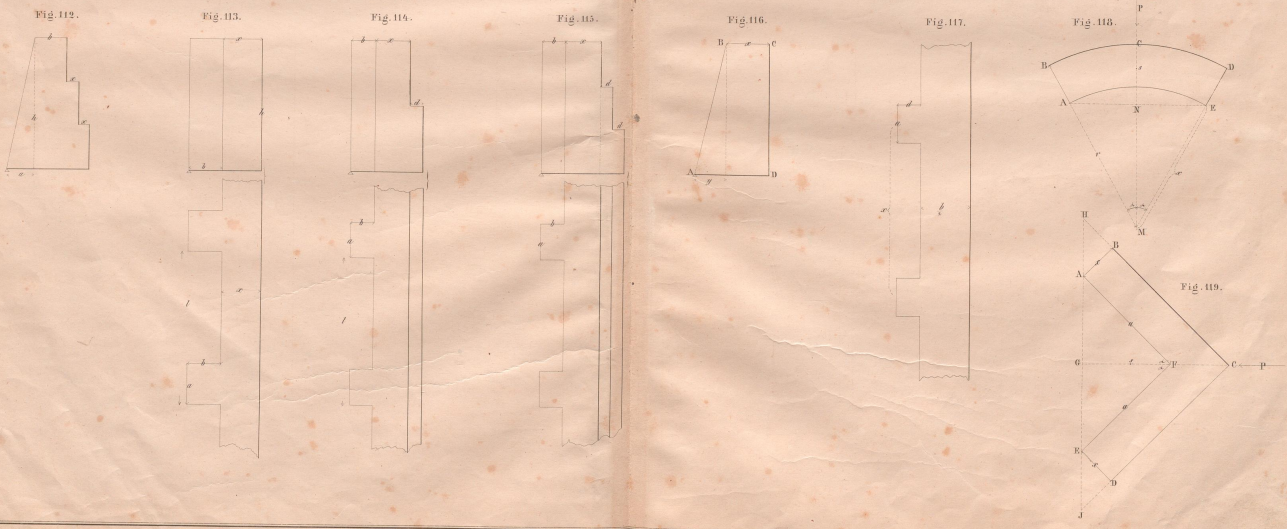 Fig. 112.
b
x
h
x
a
Fig. 113.
x
h
b
x
l
b
a
Fig. 114.
b x
d
b
a
l
Fig. 115.
b x
d
d
b
a
Fig. 116.
B x C
A D
y
Fig. 117.
d
a
x
b
Fig. 118.
P
C
B D
s
A N E
r
x
M
Fig. 119.
H
B
x
A
a
G t F C P
a
E
x
D
J